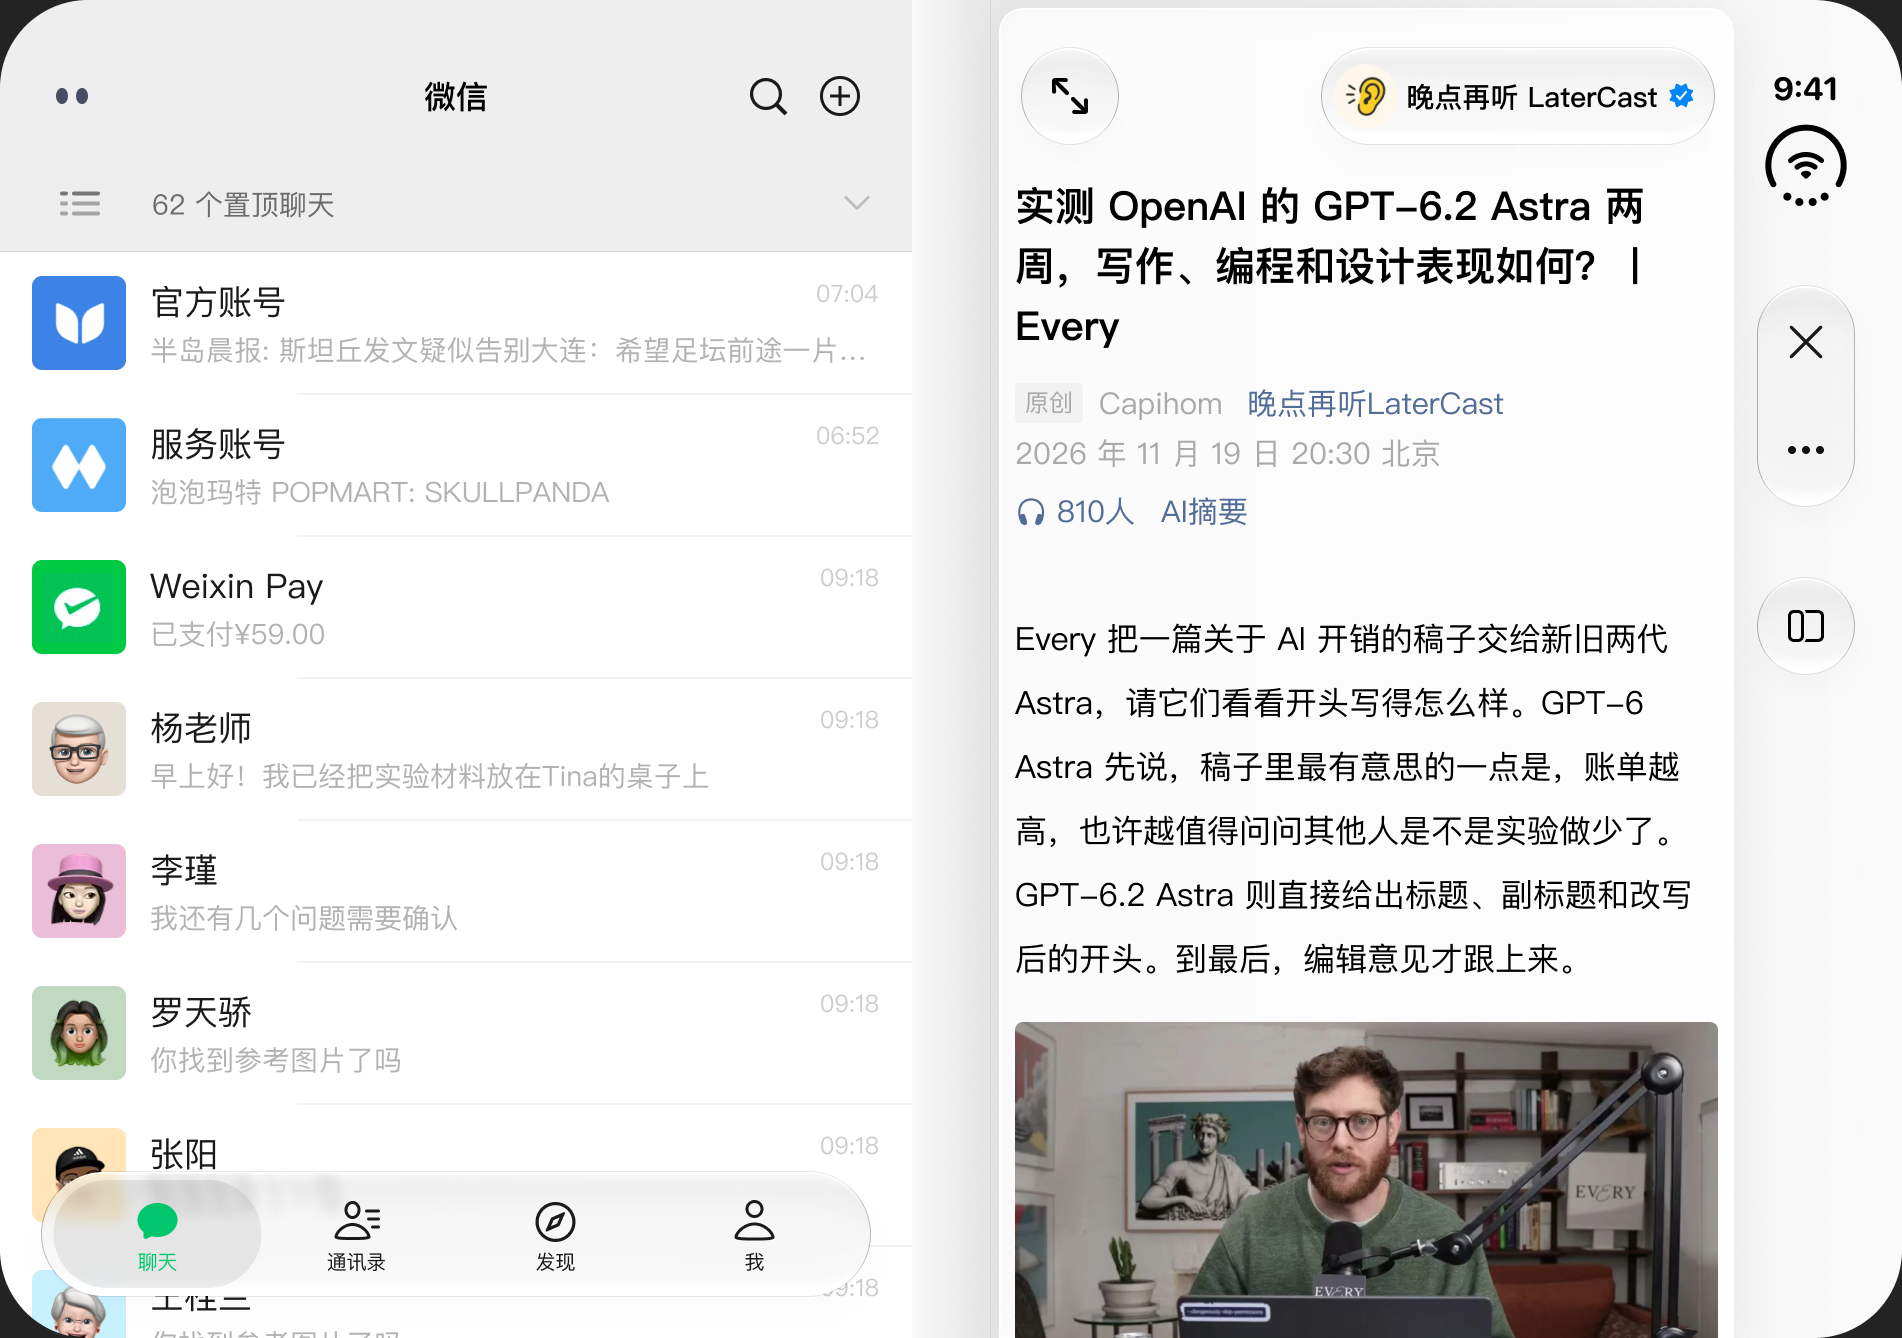 微信
62 个置顶聊天
官方账号
07:04
半岛晨报: 斯坦丘发文疑似告别大连：希望足坛前途一片...
服务账号
06:52
泡泡玛特 POPMART: SKULLPANDA
Weixin Pay
09:18
已支付¥59.00
杨老师
09:18
早上好！我已经把实验材料放在Tina的桌子上
李瑾
09:18
我还有几个问题需要确认
罗天骄
09:18
你找到参考图片了吗
张阳
09:18
聊天
通讯录
发现
我
09:18
晚点再听 LaterCast
实测 OpenAI 的 GPT-6.2 Astra 两
周，写作、编程和设计表现如何？ |
Every
原创 Capihom 晚点再听LaterCast
2026 年 11 月 19 日 20:30 北京
810人 AI摘要
Every 把一篇关于 AI 开销的稿子交给新旧两代
Astra，请它们看看开头写得怎么样。GPT-6
Astra 先说，稿子里最有意思的一点是，账单越
高，也许越值得问问其他人是不是实验做少了。
GPT-6.2 Astra 则直接给出标题、副标题和改写
后的开头。到最后，编辑意见才跟上来。
EVERY
EVERY
9:41